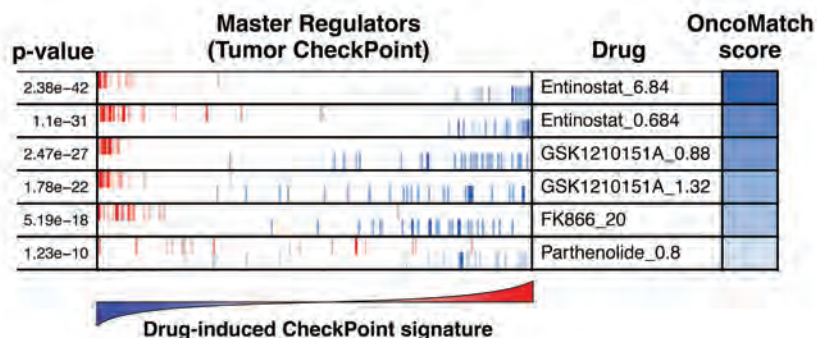 p-value
Master Regulators
(Tumor CheckPoint)
Drug
OncoMatch
score
2.38e−42
Entinostat_6.84
1.1e−31
Entinostat_0.684
2.47e−27
GSK1210151A_0.88
1.78e−22
GSK1210151A_1.32
5.19e−18
FK866_20
1.23e−10
Parthenolide_0.8
Drug-induced CheckPoint signature